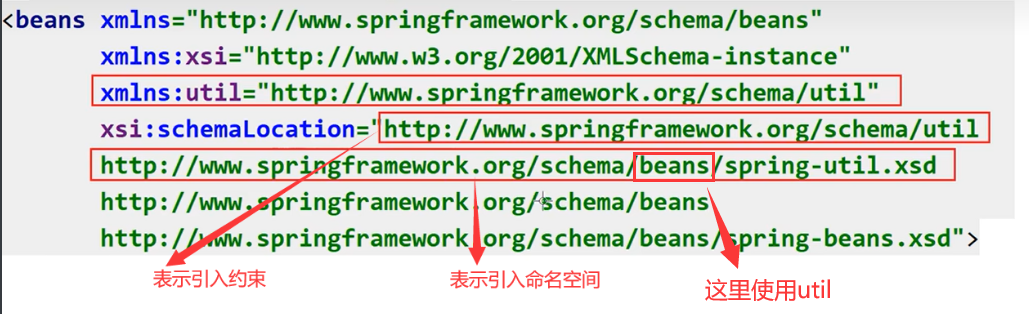 <beans xmlns="http://www.springframework.org/schema/beans"
xmlns:xsi="http://www.w3.org/2001/XMLSchema-instance"
xmlns:util="http://www.springframework.org/schema/util"
xsi:schemaLocation="http://www.springframework.org/schema/util
http://www.springframework.org/schema/beans/spring-util.xsd
http://www.springframework.org/schema/beans
http://www.springframework.org/schema/beans/spring-beans.xsd">
表示引入约束
表示引入命名空间
这里使用util